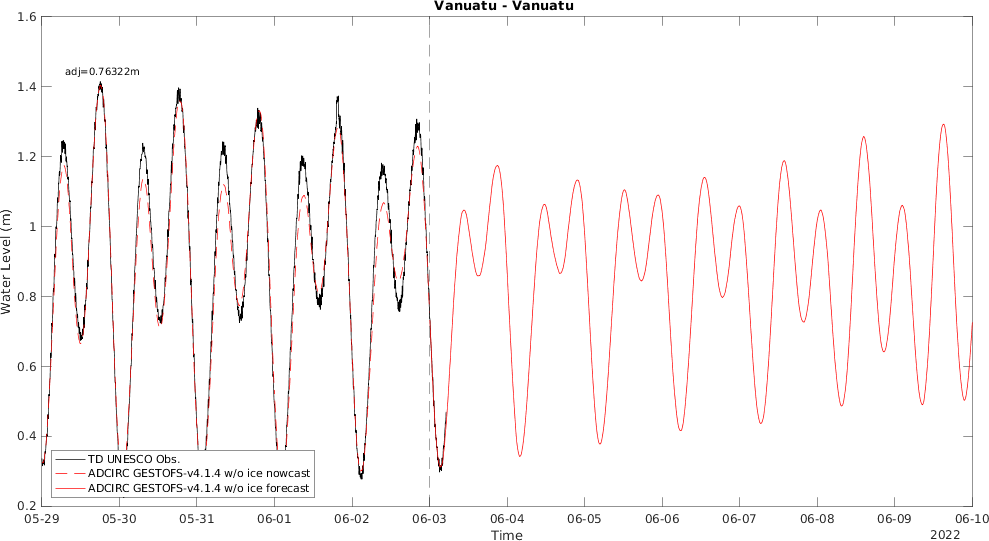 Vanuatu - Vanuatu
1.6
1.4
1.2
1
0.8
0.6
0.4
0.2
Water Level (m)
adj=0.76322m
TD UNESCO Obs.
ADCIRC GESTOFS-v4.1.4 w/o ice nowcast
ADCIRC GESTOFS-v4.1.4 w/o ice forecast
05-29 05-30 05-31 06-01 06-02 06-03 06-04 06-05 06-06 06-07 06-08 06-09 06-10
Time
2022